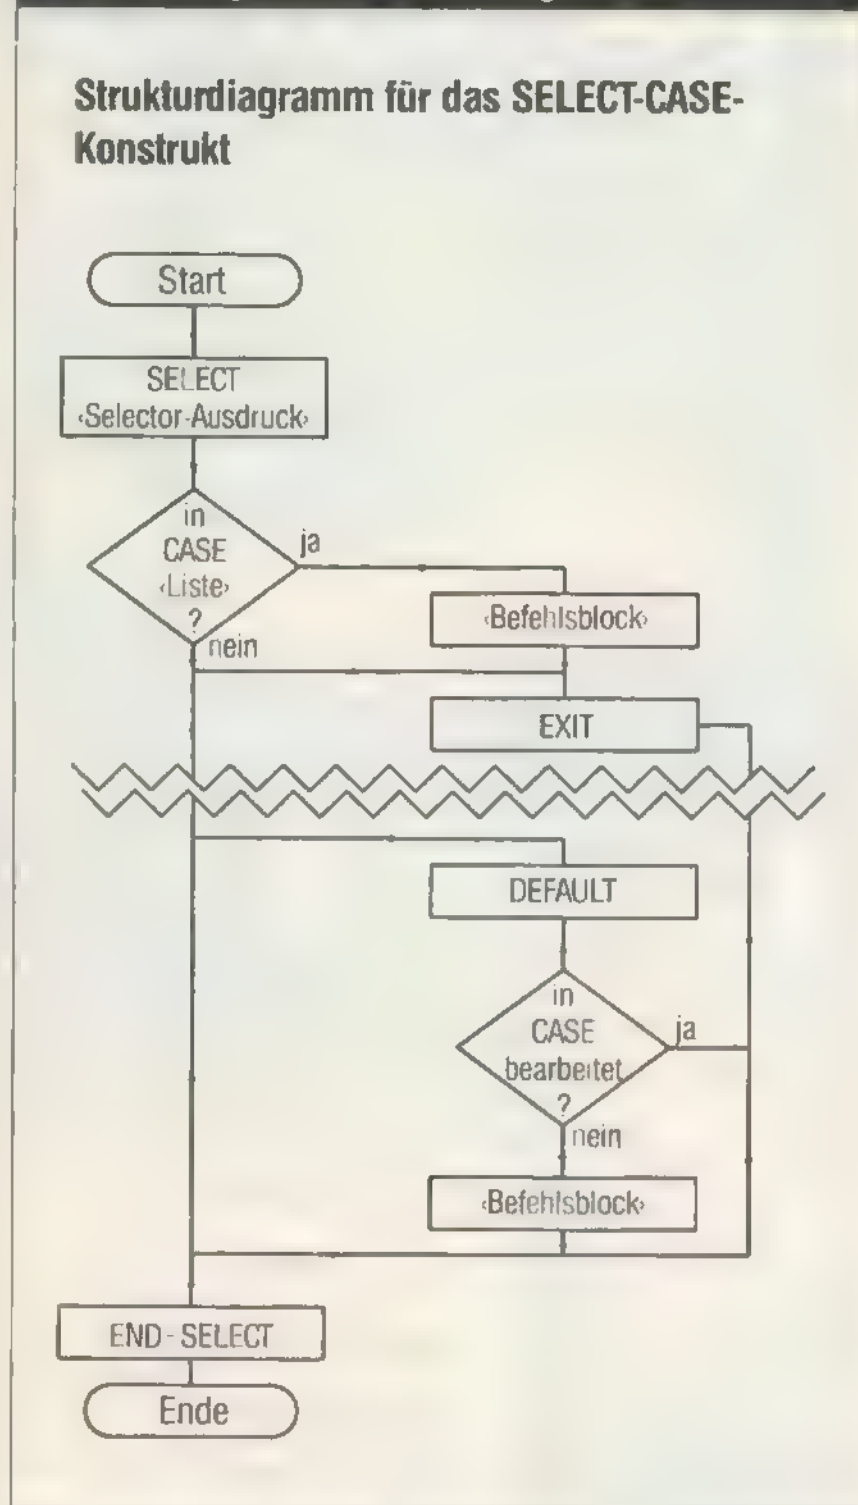 Strukturdiagramm für das SELECT-CASE-
Konstrukt
Start
SELECT
‹Selector-Ausdruck›
in
CASE
‹Liste›
?
ja
nein
‹Befehlsblock›
EXIT
DEFAULT
in
CASE
bearbeitet
?
ja
nein
‹Befehlsblock›
END-SELECT
Ende